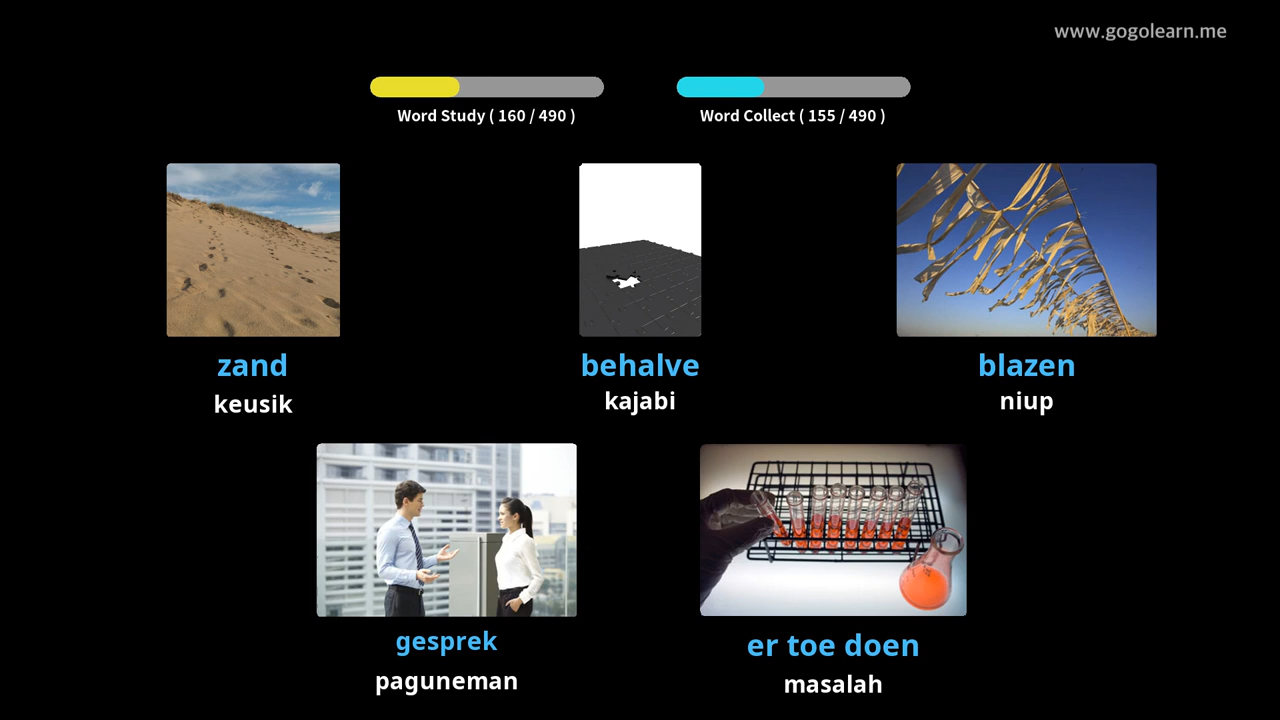 www.gogolearn.me
Word Study ( 160 / 490 )
Word Collect ( 155 / 490 )
zand
keusik
behalve
kajabi
blazen
niup
gesprek
paguneman
er toe doen
masalah